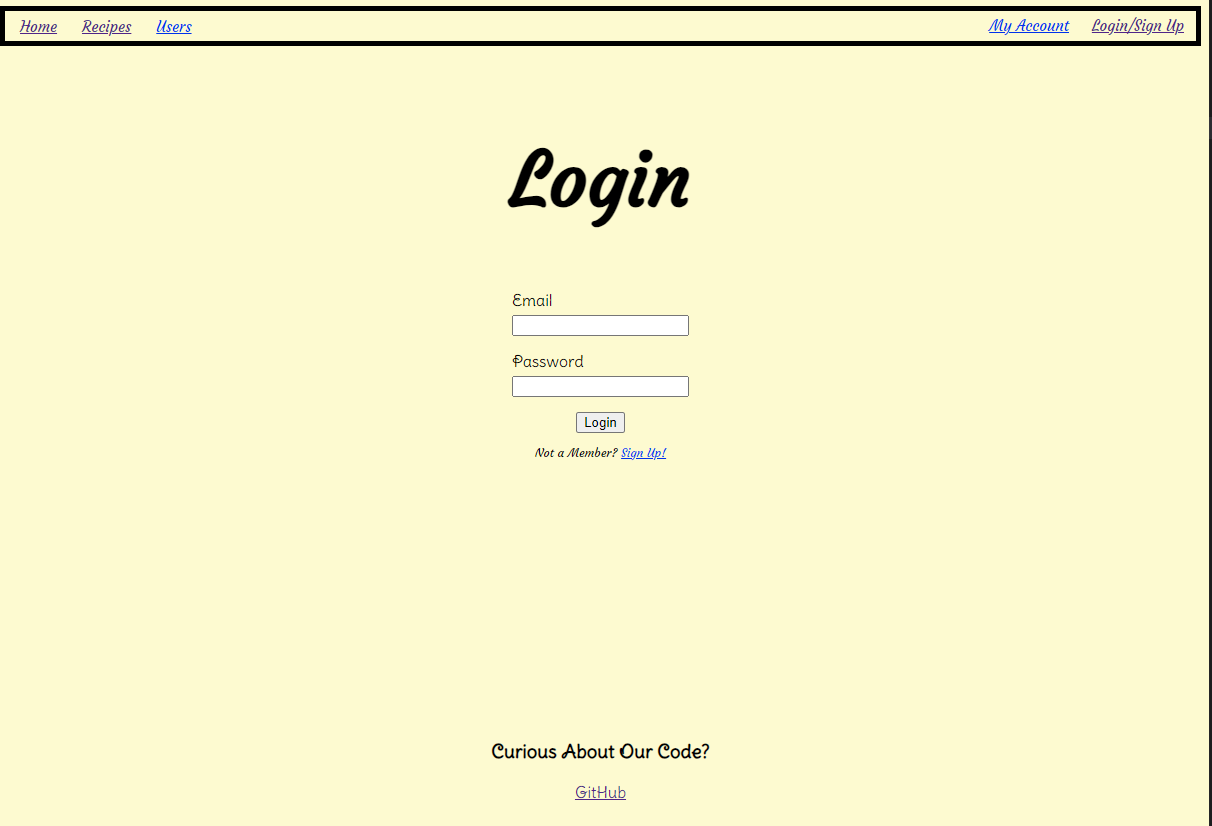 Home Recipes Users My Account Login/Sign Up
Login
Email
Password
Login
Not a Member? Sign Up!
Curious About Our Code?
GitHub